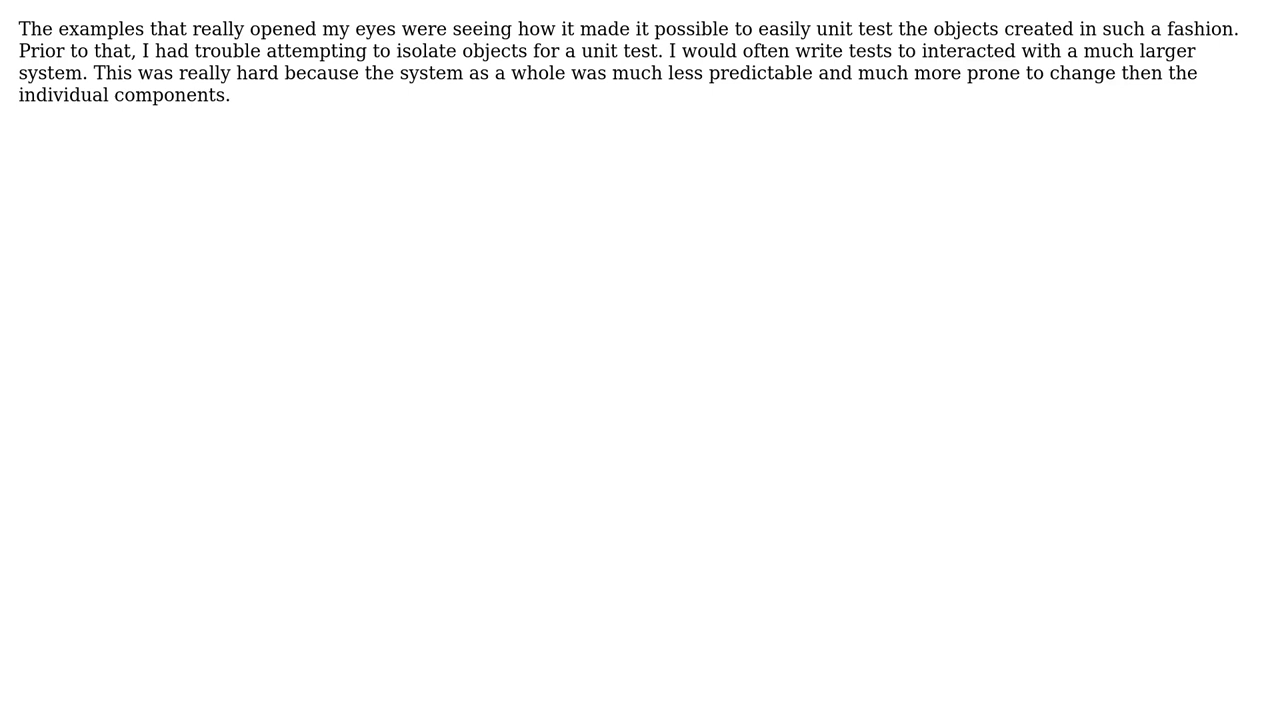 The examples that really opened my eyes were seeing how it made it possible to easily unit test the objects created in such a fashion.
Prior to that, I had trouble attempting to isolate objects for a unit test. I would often write tests to interacted with a much larger
system. This was really hard because the system as a whole was much less predictable and much more prone to change then the
individual components.